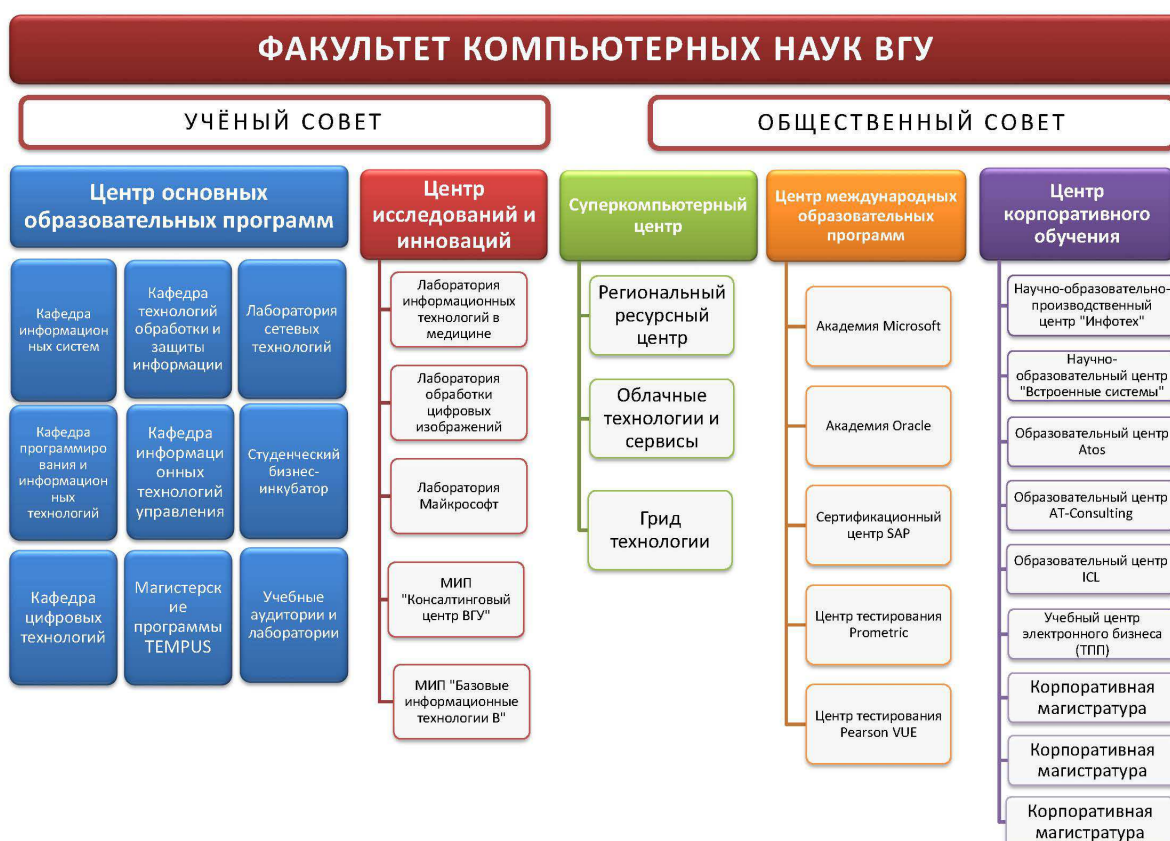 ФАКУЛЬТЕТ КОМПЬЮТЕРНЫХ НАУК ВГУ
УЧЁНЫЙ СОВЕТ
ОБЩЕСТВЕННЫЙ СОВЕТ
Центр основных
образовательных программ
Кафедра
информацион
ных систем
Кафедра
технологий
обработки и
защиты
информации
Лаборатория
сетевых
технологий
Кафедра
программиро
вания и
информацион
ных
технологий
Кафедра
информаци
онных
технологий
управления
Студенческий
бизнес-
инкубатор
Кафедра
цифровых
технологий
Магистерск
ие
программы
TEMPUS
Учебные
аудитории и
лаборатории
Центр
исследований и
инноваций
Лаборатория
информационных
технологий в
медицине
Лаборатория
обработки
цифровых
изображений
Лаборатория
Майкрософт
МИП
"Консалтинговый
центр ВГУ"
МИП "Базовые
информационные
технологии В"
Суперкомпьютерный
центр
Региональный
ресурсный
центр
Облачные
технологии и
сервисы
Грид
технологии
Центр международных
образовательных
программ
Академия Microsoft
Академия Oracle
Сертификационный
центр SAP
Центр тестирования
Prometric
Центр тестирования
Pearson VUE
Центр
корпоративного
обучения
Научно-образовательно-
производственный
центр "Инфотех"
Научно-
образовательный центр
"Встроенные системы"
Образовательный центр
Atos
Образовательный центр
AT-Consulting
Образовательный центр
ICL
Учебный центр
электронного бизнеса
(ТПП)
Корпоративная
магистратура
Корпоративная
магистратура
Корпоративная
магистратура